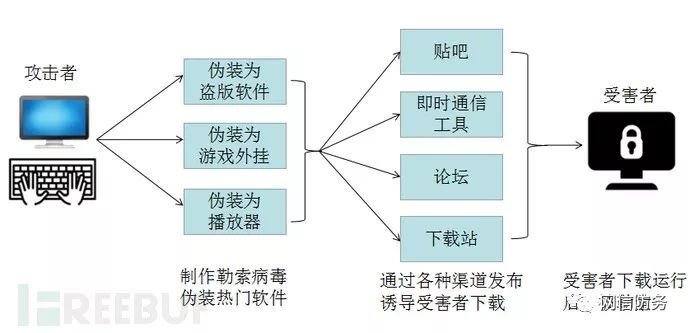 攻击者
伪装为
盗版软件
伪装为
游戏外挂
伪装为
播放器
制作勒索病毒
伪装热门软件
贴吧
即时通信
工具
论坛
下载站
通过各种渠道发布
诱导受害者下载
受害者
受害者下载运行
后
网信防务
REEBUF